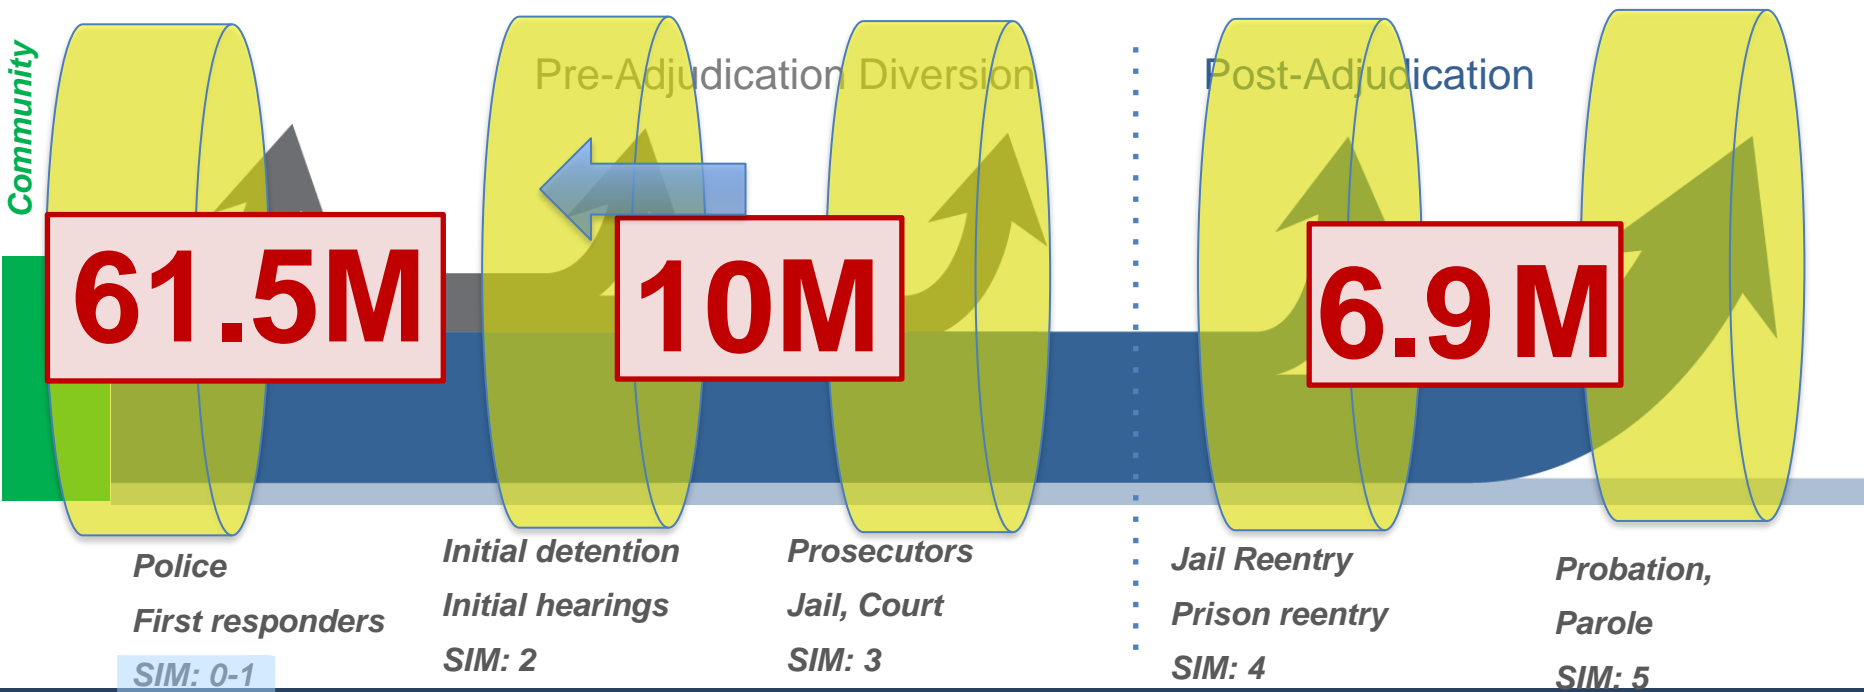 Community
Pre-Adjudication Diversion
Post-Adjudication
61.5M
10M
6.9 M
Police
First responders
SIM: 0-1
Initial detention
Initial hearings
SIM: 2
Prosecutors
Jail, Court
SIM: 3
Jail Reentry
Prison reentry
SIM: 4
Probation,
Parole
SIM: 5